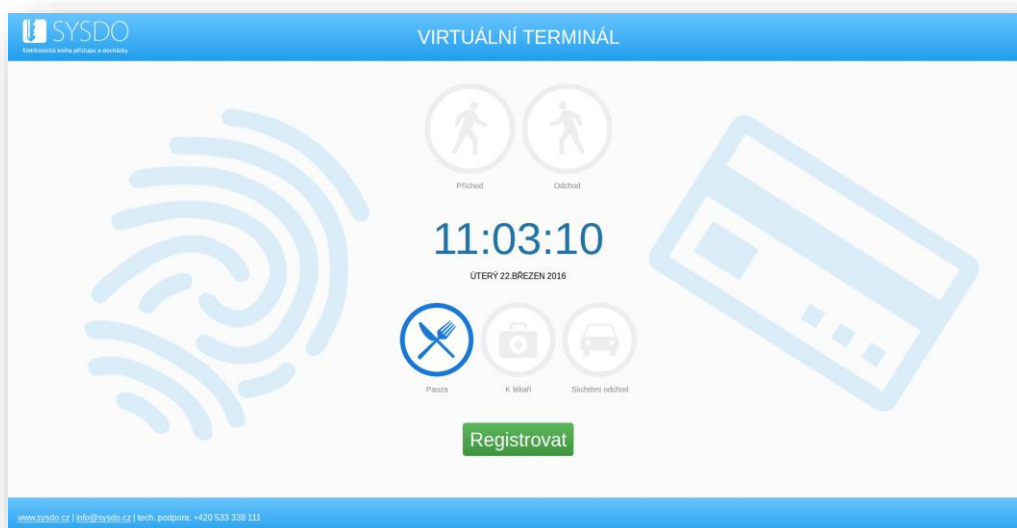 SYSDO
Elektronická kniha přístupu a docházky
VIRTUÁLNÍ TERMINÁL
Příchod
Odchod
11:03:10
ÚTERÝ 22.BŘEZEN 2016
Pauza
K lékaři
Služební odchod
Registrovat
www.sysdo.cz | info@sysdo.cz | tech. podpora: +420 533 338 111